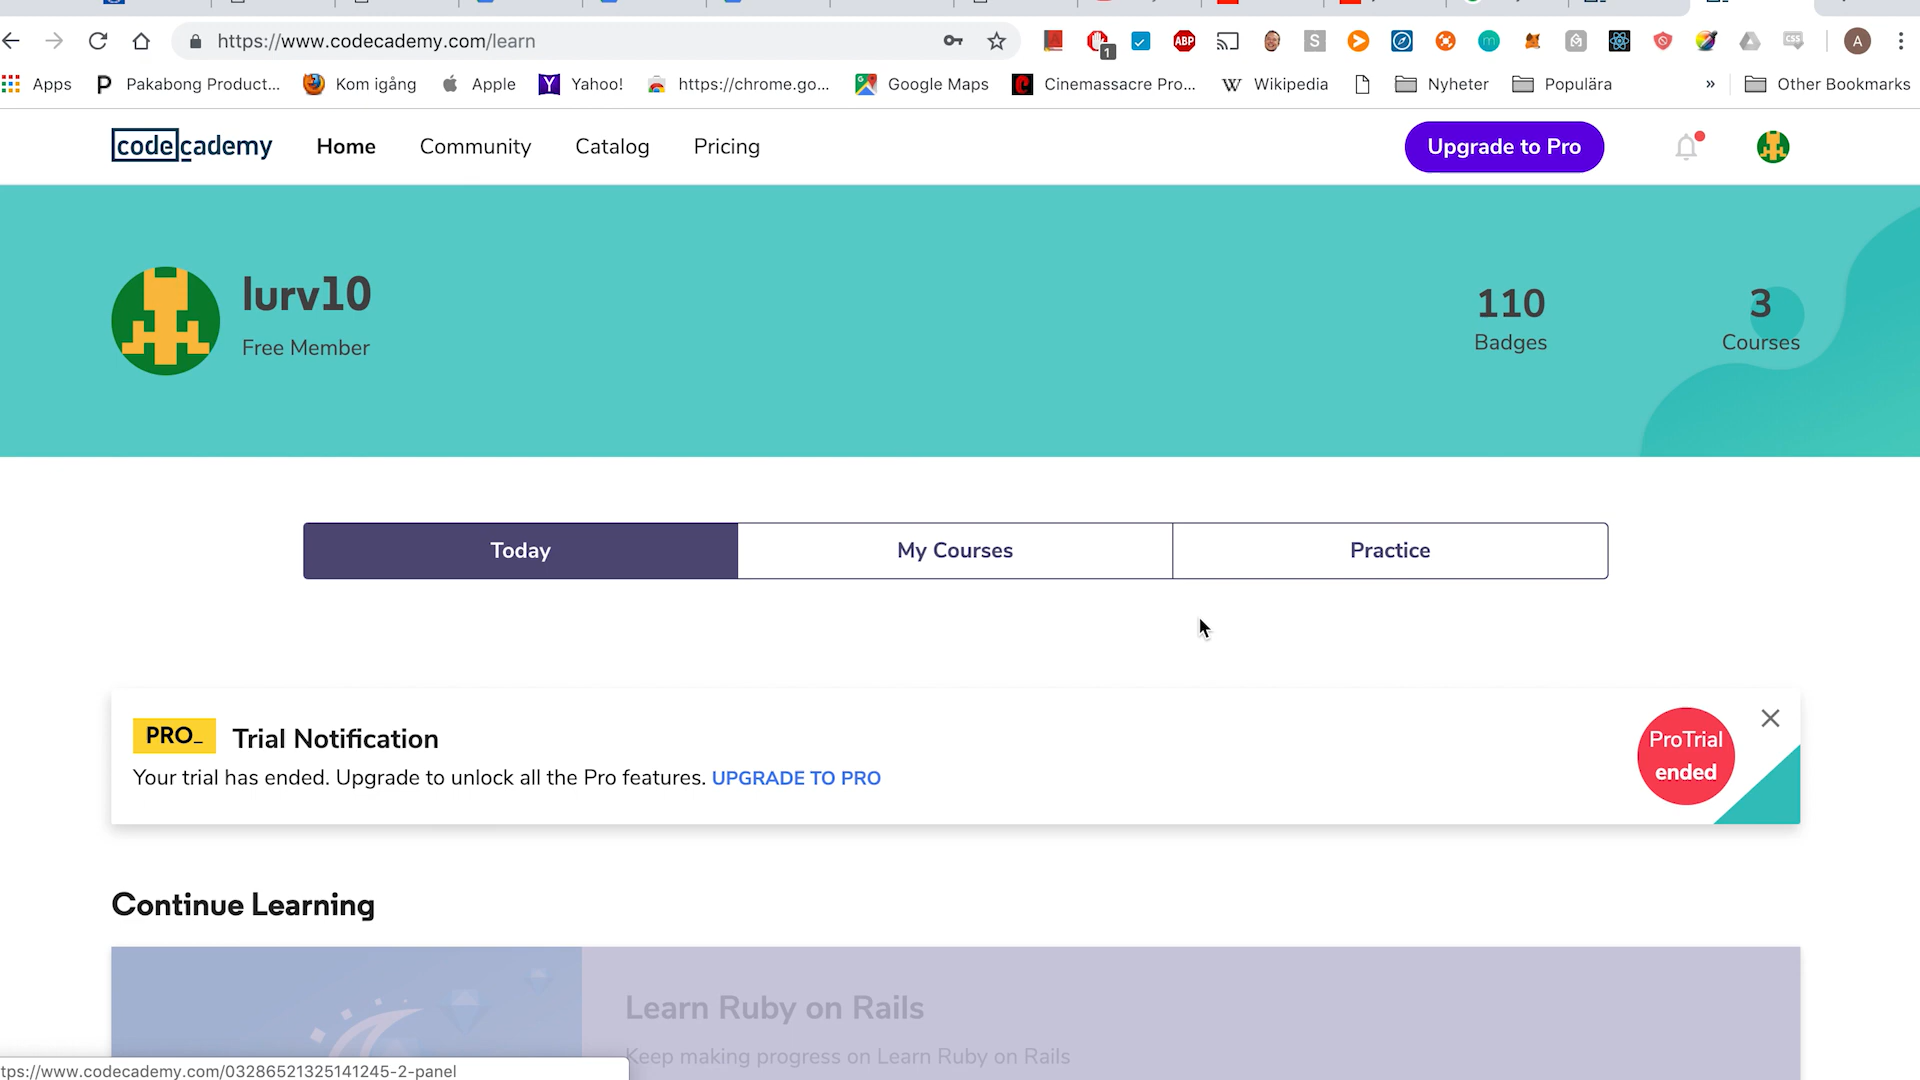 https://www.codecademy.com/learn
1
ABP
S
m
CSS
A
Apps
Pakabong Product...
Kom igång
Apple
Yahoo!
https://chrome.go...
Google Maps
Cinemassacre Pro...
Wikipedia
Nyheter
Populära
»
Other Bookmarks
codecademy
Home
Community
Catalog
Pricing
Upgrade to Pro
lurv10
Free Member
110
Badges
3
Courses
Today
My Courses
Practice
PRO_ Trial Notification
Your trial has ended. Upgrade to unlock all the Pro features. UPGRADE TO PRO
ProTrial
ended
Continue Learning
Learn Ruby on Rails
Keep making progress on Learn Ruby on Rails
tps://www.codecademy.com/03286521325141245-2-panel